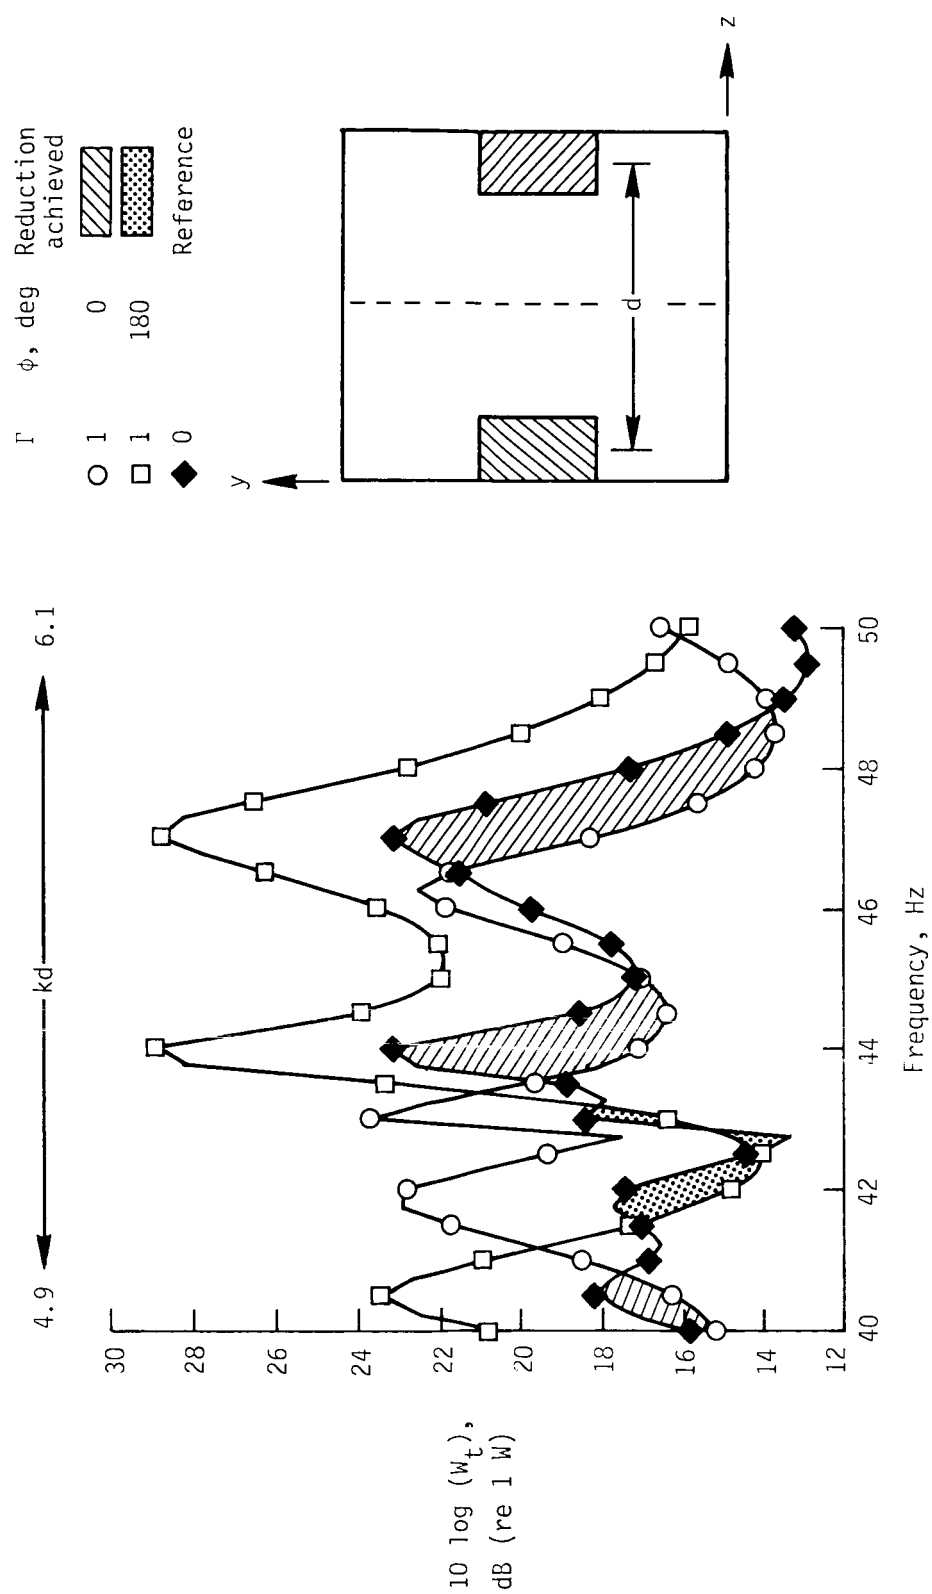 Γ ϕ, deg Reduction
achieved
1 0
1 180
0 Reference
y
z
d
4.9 kd 6.1
30
28
26
24
22
20
18
16
14
12
10 log (Wt),
dB (re 1 W)
40 42 44 46 48 50
Frequency, Hz